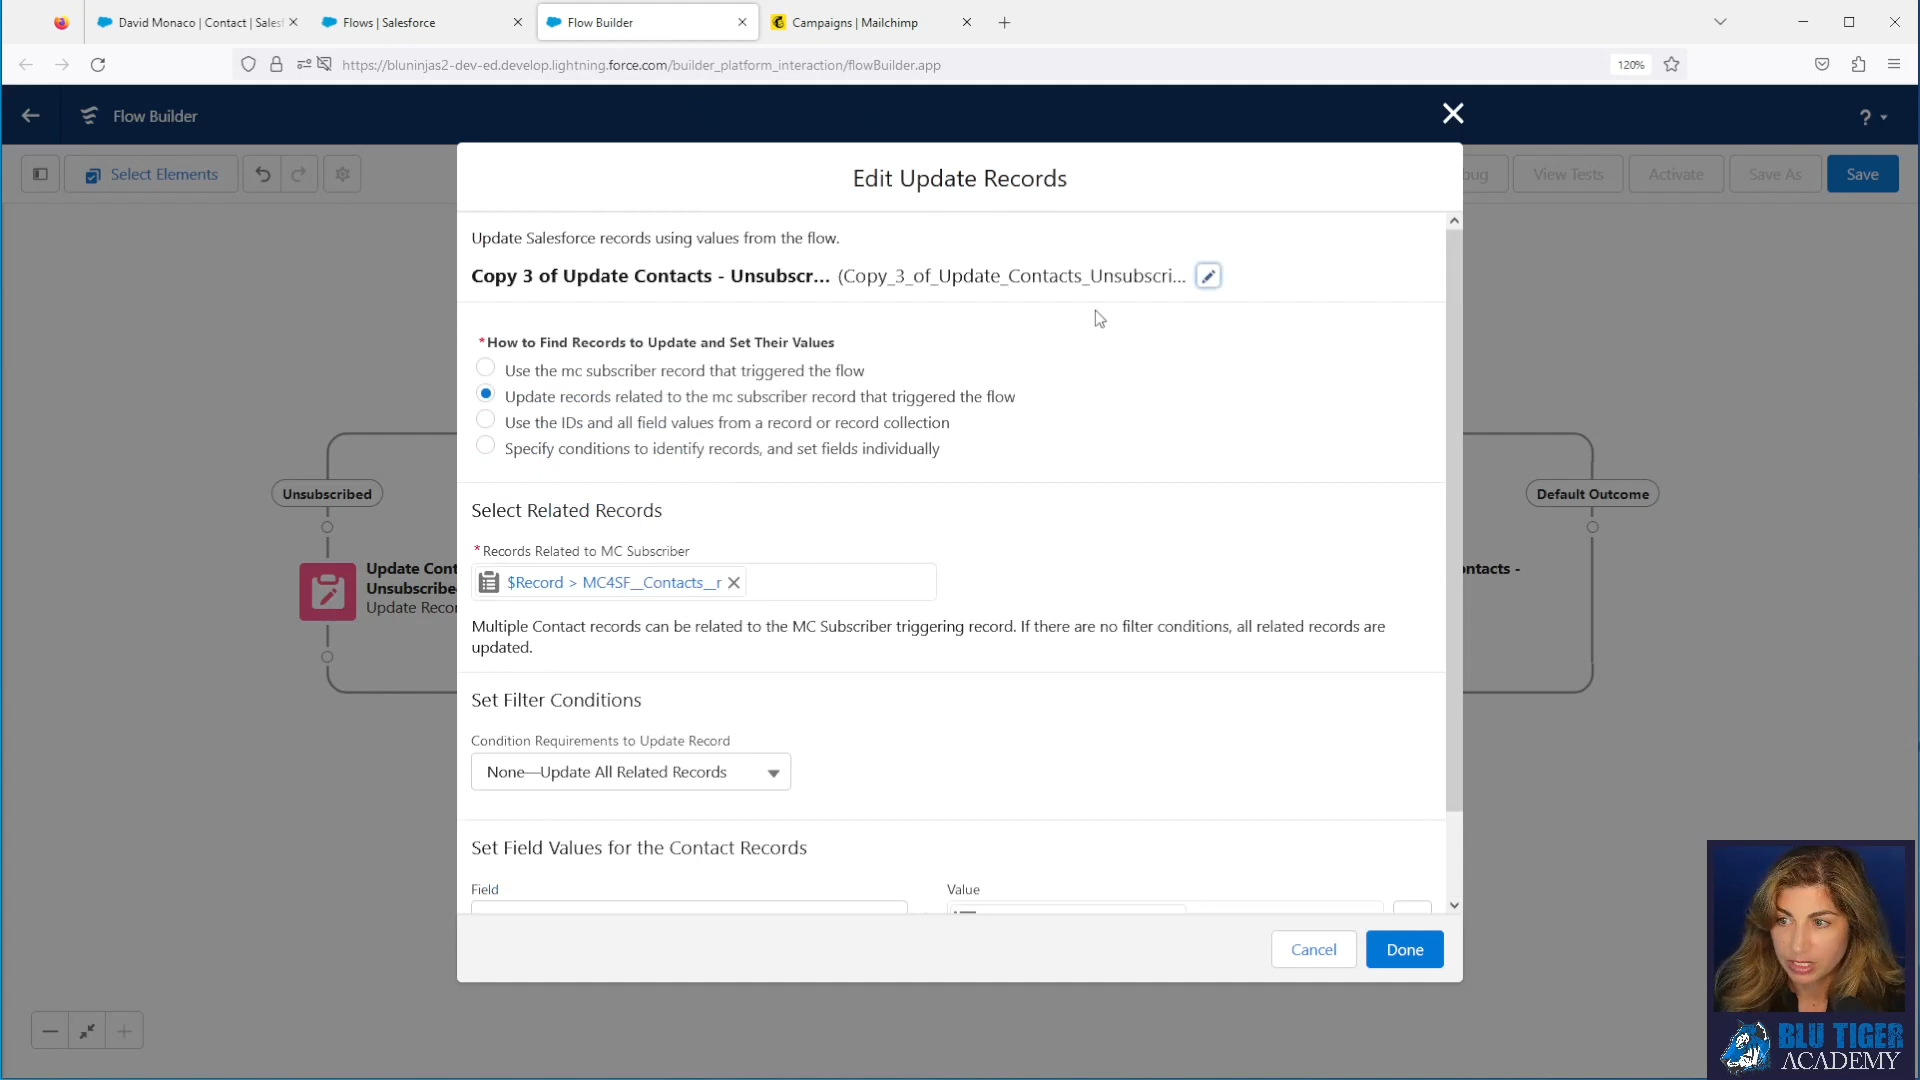 David Monaco | Contact | Sales
Flows | Salesforce
Flow Builder
Campaigns | Mailchimp
https://bluninjas2-dev-ed.develop.lightning.force.com/builder_platform_interaction/flowBuilder.app
120%
Flow Builder
?
Select Elements
View Tests
Activate
Save As
Save
Edit Update Records
Update Salesforce records using values from the flow.
Copy 3 of Update Contacts - Unsubscr... (Copy_3_of_Update_Contacts_Unsubscri...
*How to Find Records to Update and Set Their Values
Use the mc subscriber record that triggered the flow
Update records related to the mc subscriber record that triggered the flow
Use the IDs and all field values from a record or record collection
Specify conditions to identify records, and set fields individually
Unsubscribed
Default Outcome
Select Related Records
*Records Related to MC Subscriber
$Record > MC4SF__Contacts__r
Update Cont
Unsubscribe
Update Recor
ontacts -
Multiple Contact records can be related to the MC Subscriber triggering record. If there are no filter conditions, all related records are
updated.
Set Filter Conditions
Condition Requirements to Update Record
None—Update All Related Records
Set Field Values for the Contact Records
Field
Value
Cancel
Done
BLU TIGER
ACADEMY